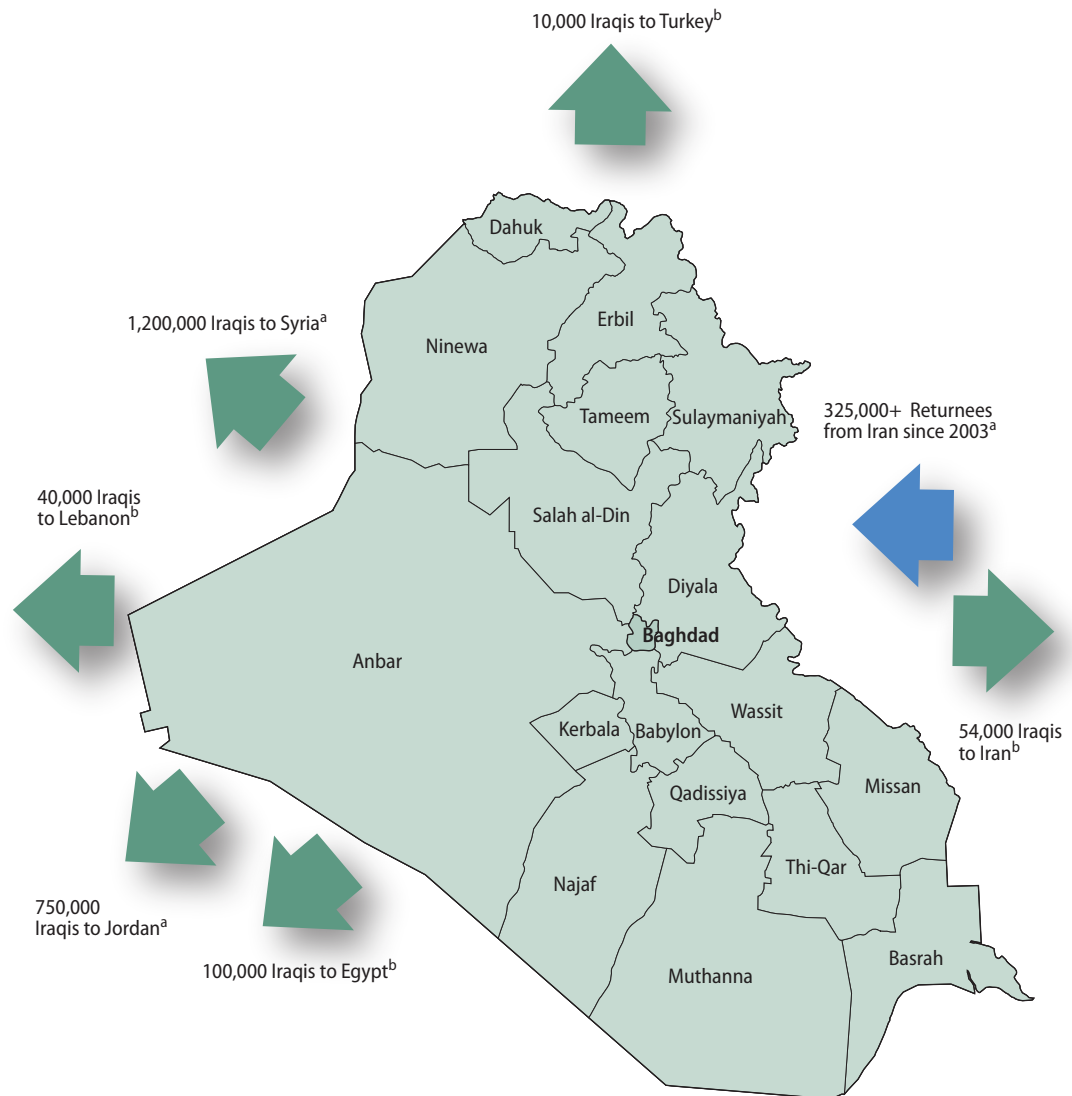 10,000 Iraqis to Turkeyb
Dahuk
1,200,000 Iraqis to Syriaa
Erbil
Ninewa
Tameem
Sulaymaniyah
325,000+ Returnees
from Iran since 2003a
40,000 Iraqis
to Lebanonb
Salah al-Din
Diyala
Baghdad
Anbar
Wassit
Kerbala
Babylon
54,000 Iraqis
to Iranb
Missan
Qadissiya
Thi-Qar
Najaf
750,000
Iraqis to Jordana
Basrah
100,000 Iraqis to Egyptb
Muthanna